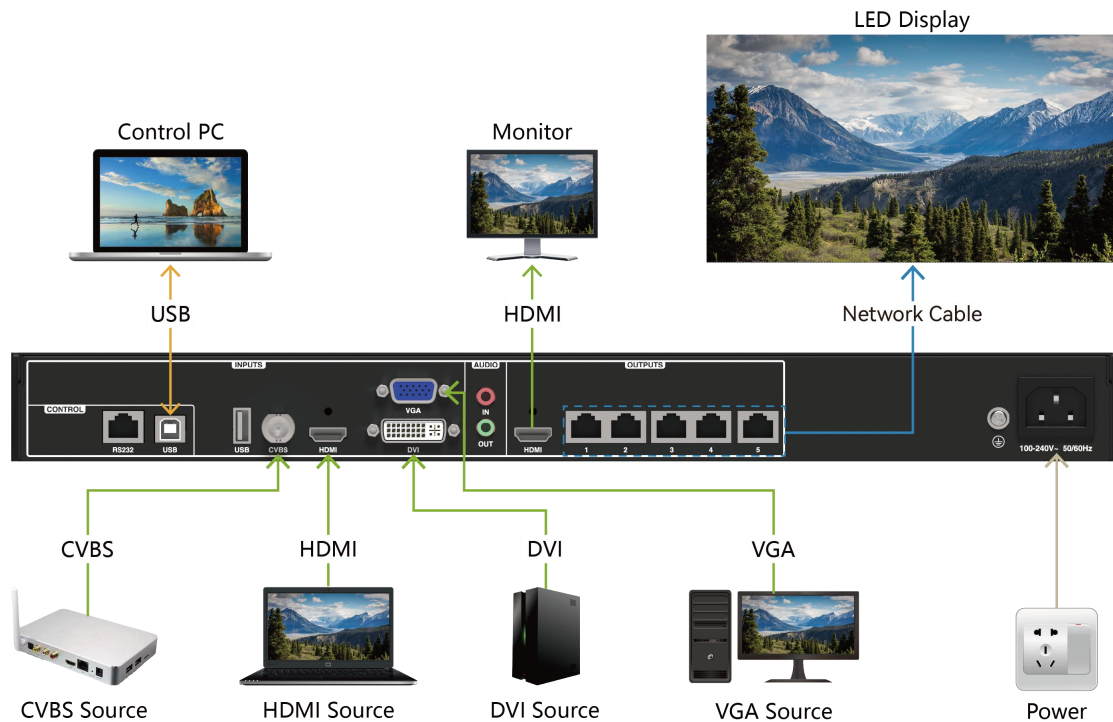 LED Display
Control PC
Monitor
USB
HDMI
Network Cable
INPUTS
AUDIO
OUTPUTS
CONTROL
VGA
IN
OUT
RS232
USB
USB
CVBS
HDMI
DVI
HDMI
1
2
3
4
5
100-240V~ 50/60Hz
CVBS
HDMI
DVI
VGA
CVBS Source
HDMI Source
DVI Source
VGA Source
Power